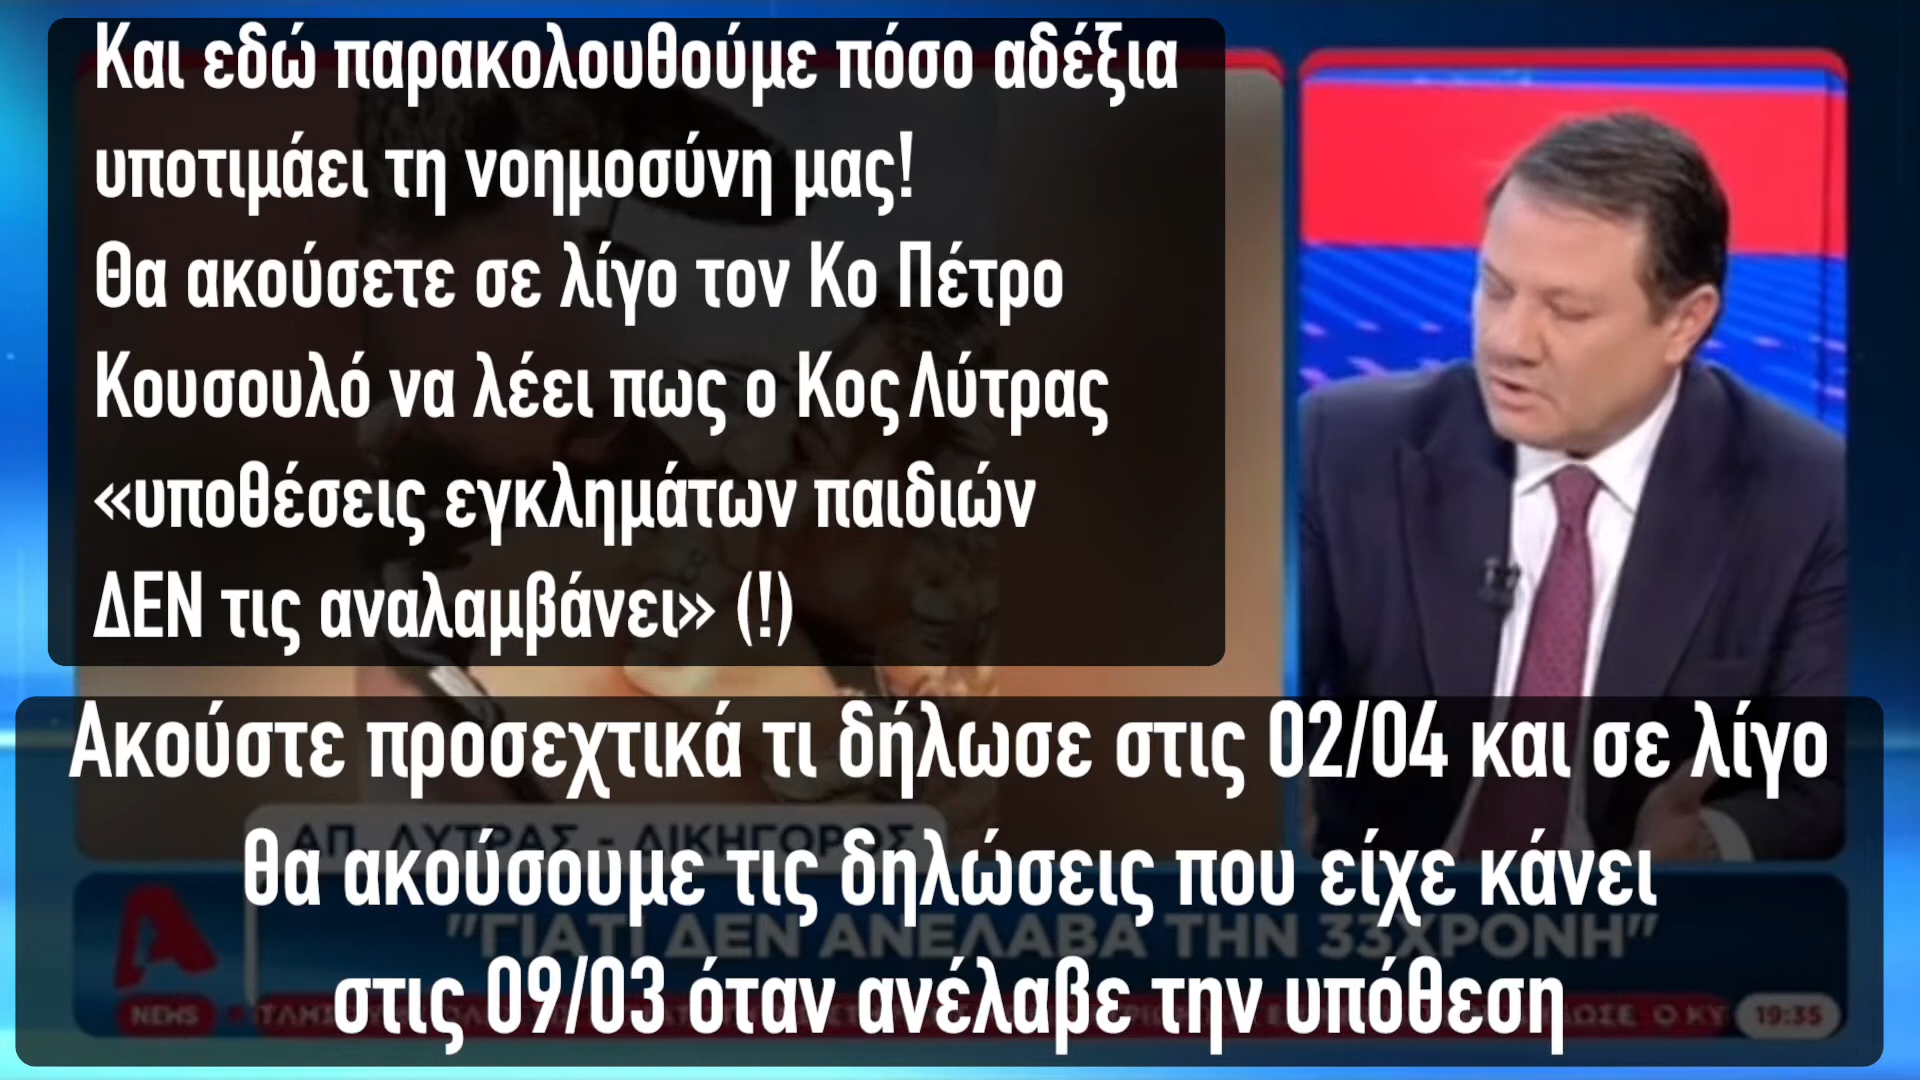 Και εδώ παρακολουθούμε πόσο αδέξια
υποτιμάει τη νοημοσύνη μας!
Θα ακούσετε σε λίγο τον Κο Πέτρο
Κουσουλό να λέει πως ο Κος Λύτρας
«υποθέσεις εγκλημάτων παιδιών
ΔΕΝ τις αναλαμβάνει» (!)
Ακούστε προσεχτικά τι δήλωσε στις 02/04 και σε λίγο
ΑΠ. ΛΥΤΡΑΣ - ΔΙΚΗΓΟΡΟΣ
θα ακούσουμε τις δηλώσεις που είχε κάνει
"ΓΙΑΤΙ ΔΕΝ ΑΝΕΛΑΒΑ ΤΗΝ 33ΧΡΟΝΗ"
στις 09/03 όταν ανέλαβε την υπόθεση
NEWS
Ο ΚΥ
19:35